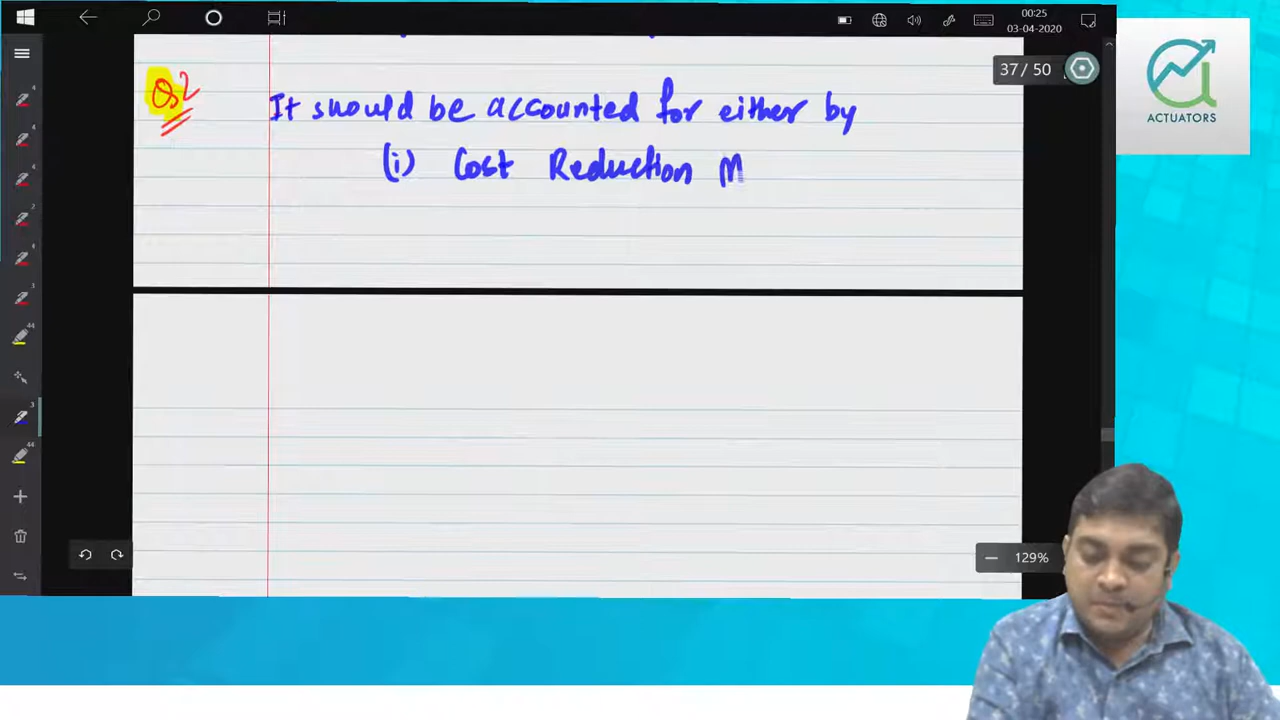 00:25
03-04-2020
37 / 50
ACTUATORS
Q2 It should be accounted for either by
(i) Cost Reduction M
129%